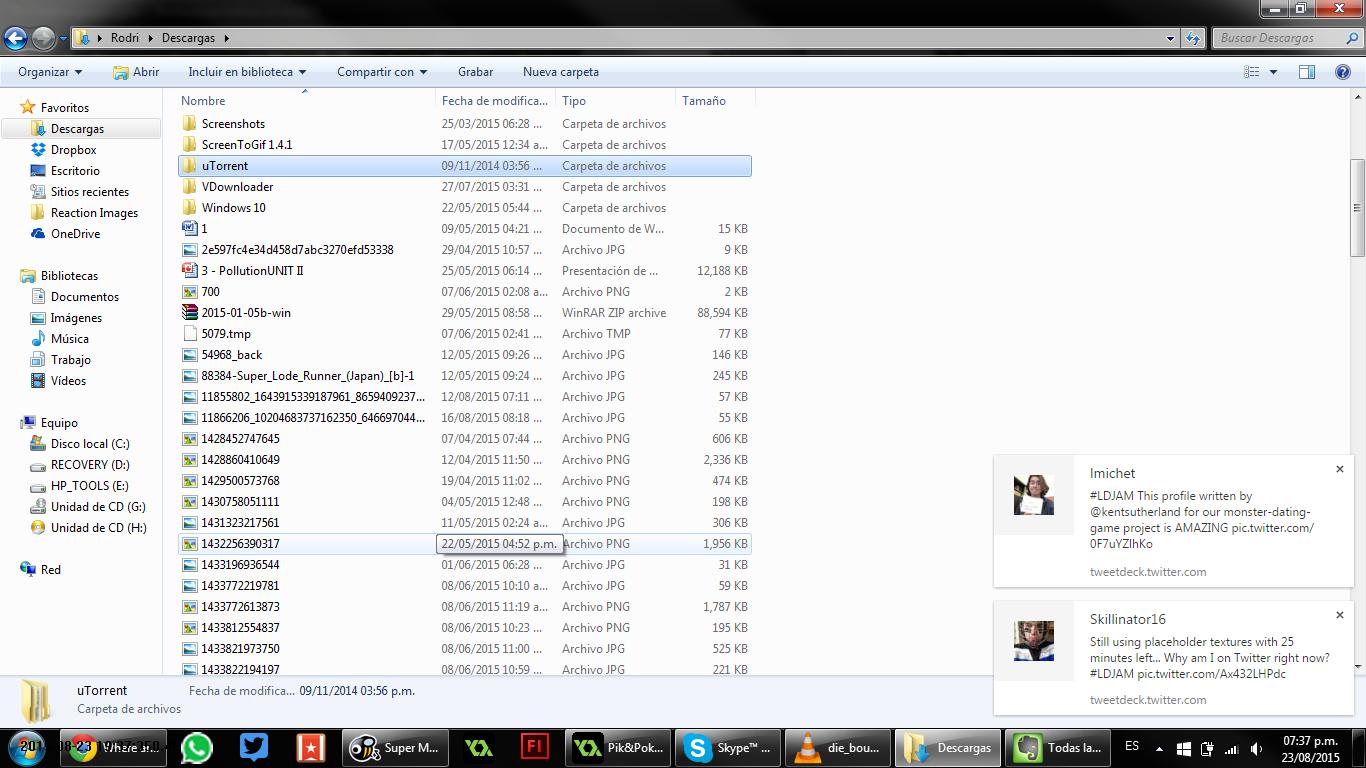 Rodri Descargas Buscar Descargas
Organizar Abrir Incluir en biblioteca Compartir con Grabar Nueva carpeta
Nombre Fecha de modifica... Tipo Tamaño
Favoritos
Descargas
Dropbox
Escritorio
Sitios recientes
Reaction Images
OneDrive
Bibliotecas
Documentos
Imágenes
Música
Trabajo
Vídeos
Equipo
Disco local (C:)
RECOVERY (D:)
HP_TOOLS (E:)
Unidad de CD (G:)
Unidad de CD (H:)
Red
Screenshots 25/03/2015 06:28 ... Carpeta de archivos
ScreenToGif 1.4.1 17/05/2015 12:34 a... Carpeta de archivos
uTorrent 09/11/2014 03:56 ... Carpeta de archivos
VDownloader 27/07/2015 03:31 ... Carpeta de archivos
Windows 10 22/05/2015 05:44 ... Carpeta de archivos
1 09/05/2015 04:21 ... Documento de W... 15 KB
2e597fc4e34d458d7abc3270efd53338 29/04/2015 10:57 ... Archivo JPG 9 KB
3 - PollutionUNIT II 25/05/2015 06:14 ... Presentación de ... 12,188 KB
700 07/06/2015 02:08 a... Archivo PNG 2 KB
2015-01-05b-win 29/05/2015 08:58 ... WinRAR ZIP archive 88,594 KB
5079.tmp 07/06/2015 02:41 ... Archivo TMP 77 KB
54968_back 12/05/2015 09:26 ... Archivo JPG 146 KB
88384-Super_Lode_Runner_(Japan)_[b]-1 12/05/2015 09:24 ... Archivo JPG 245 KB
11855802_1643915339187961_8659409237... 12/08/2015 07:11 ... Archivo JPG 57 KB
11866206_10204683737162350_646697044... 16/08/2015 08:18 ... Archivo JPG 55 KB
1428452747645 07/04/2015 07:44 ... Archivo PNG 606 KB
1428860410649 12/04/2015 11:50 ... Archivo PNG 2,336 KB
1429500573768 19/04/2015 11:02 ... Archivo PNG 474 KB
1430758051111 04/05/2015 12:48 ... Archivo PNG 198 KB
1431323217561 11/05/2015 02:24 a... Archivo JPG 306 KB
1432256390317 22/05/2015 04:52 p.m. Archivo PNG 1,956 KB
1433196936544 01/06/2015 06:28 ... Archivo JPG 31 KB
1433772219781 08/06/2015 10:10 a... Archivo JPG 59 KB
1433772613873 08/06/2015 11:19 a... Archivo PNG 1,787 KB
1433812554837 08/06/2015 10:23 ... Archivo PNG 195 KB
1433821973750 08/06/2015 11:00 ... Archivo JPG 525 KB
1433822194197 08/06/2015 10:59 ... Archivo JPG 221 KB
lmichet
#LDJAM This profile written by
@kentsutherland for our monster-dating-
game project is AMAZING pic.twitter.com/
0F7uYZlhKo
tweetdeck.twitter.com
Skillinator16
Still using placeholder textures with 25
minutes left... Why am I on Twitter right now?
#LDJAM pic.twitter.com/Ax432LHPdc
tweetdeck.twitter.com
uTorrent Fecha de modifica... 09/11/2014 03:56 p.m.
Carpeta de archivos
Where ar... Super M... Fl Pik&Pok... Skype™ ... die_bou... Descargas Todas la... ES 07:37 p.m.
23/08/2015